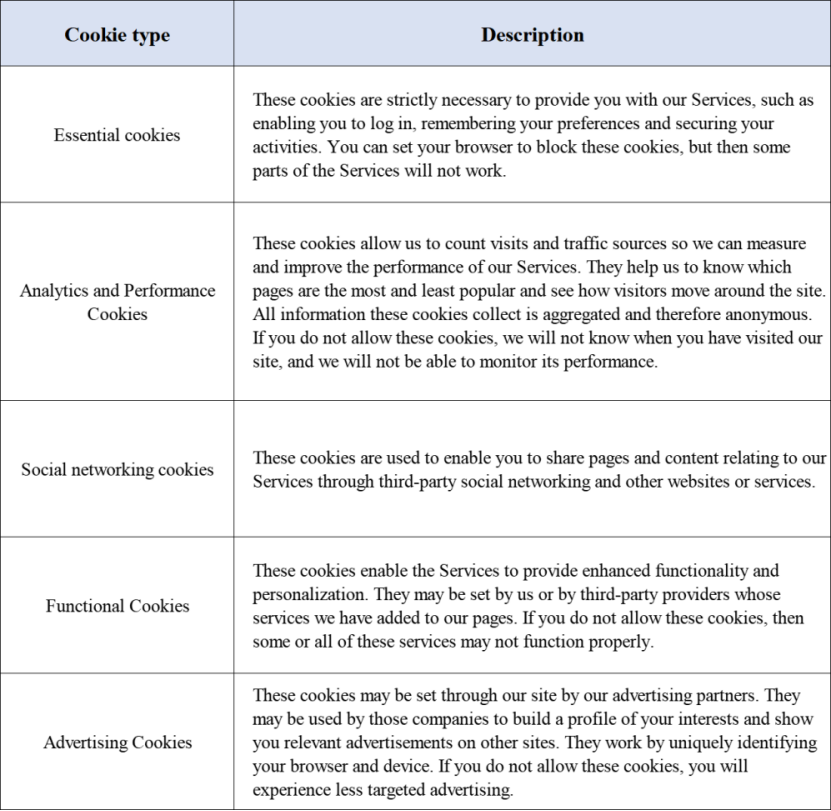 Cookie type
Description
Essential cookies
These cookies are strictly necessary to provide you with our Services, such as
enabling you to log in, remembering your preferences and securing your
activities. You can set your browser to block these cookies, but then some
parts of the Services will not work.
Analytics and Performance
Cookies
These cookies allow us to count visits and traffic sources so we can measure
and improve the performance of our Services. They help us to know which
pages are the most and least popular and see how visitors move around the site.
All information these cookies collect is aggregated and therefore anonymous.
If you do not allow these cookies, we will not know when you have visited our
site, and we will not be able to monitor its performance.
Social networking cookies
These cookies are used to enable you to share pages and content relating to our
Services through third-party social networking and other websites or services.
Functional Cookies
These cookies enable the Services to provide enhanced functionality and
personalization. They may be set by us or by third-party providers whose
services we have added to our pages. If you do not allow these cookies, then
some or all of these services may not function properly.
Advertising Cookies
These cookies may be set through our site by our advertising partners. They
may be used by those companies to build a profile of your interests and show
you relevant advertisements on other sites. They work by uniquely identifying
your browser and device. If you do not allow these cookies, you will
experience less targeted advertising.